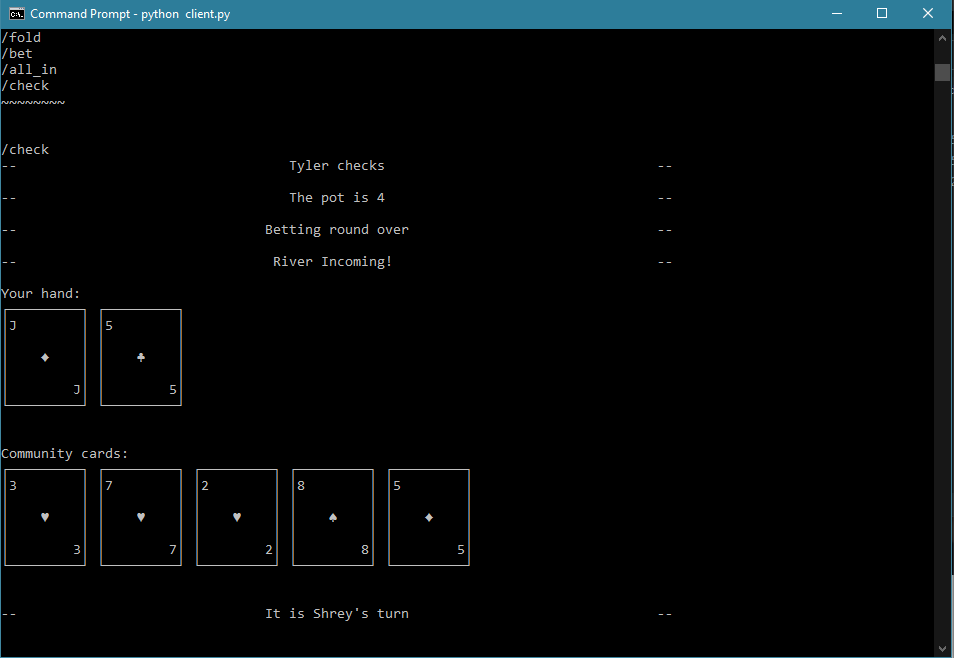 Command Prompt - python  client.py
/fold
/bet
/all_in
/check
~~~~~~~~
/check
-- Tyler checks --
-- The pot is 4 --
-- Betting round over --
-- River Incoming! --
Your hand:
J 5
♦ ♣
J 5
Community cards:
3 7 2 8 5
♥ ♥ ♥ ♠ ♦
3 7 2 8 5
-- It is Shrey's turn --